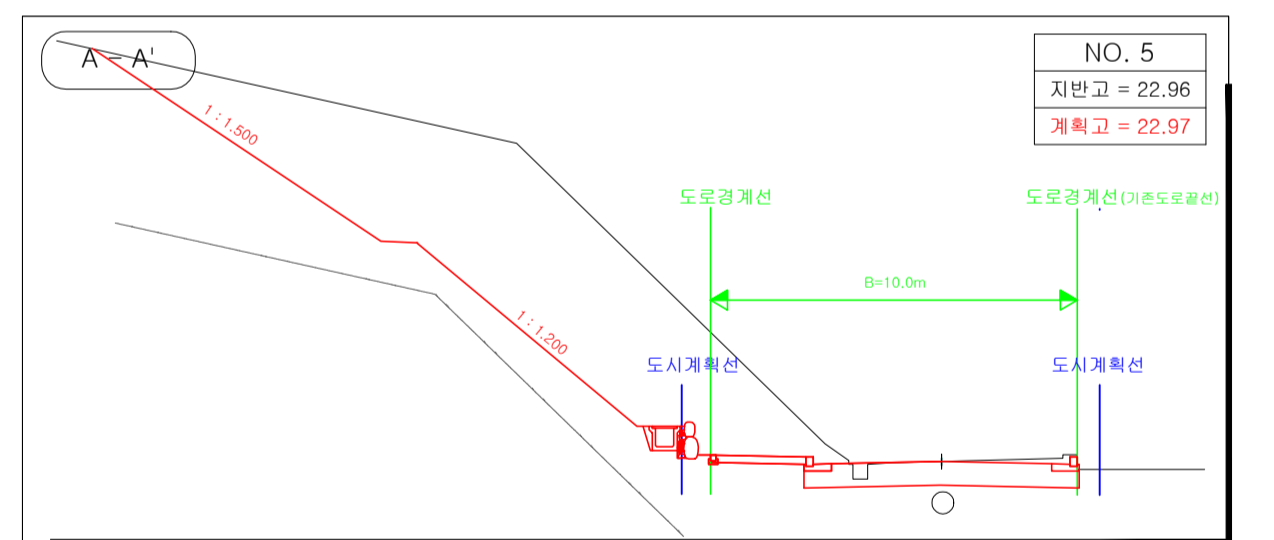 A - A'
NO. 5
지반고 = 22.96
계획고 = 22.97
1 : 1.500
도로경계선
도로경계선(기존도로끝선)
B=10.0m
1 : 1.200
도시계획선
도시계획선